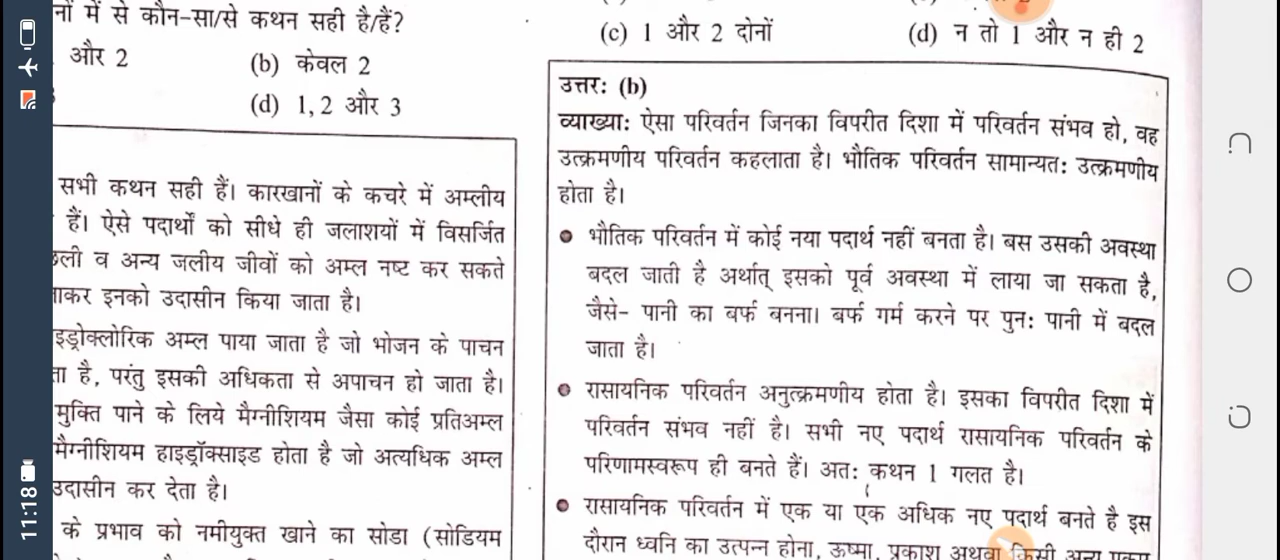 नों में से कौन-सा/से कथन सही है/हैं?
और 2
(b) केवल 2
(d) 1, 2 और 3
सभी कथन सही हैं। कारखानों के कचरे में अम्लीय
हैं। ऐसे पदार्थों को सीधे ही जलाशयों में विसर्जित
छली व अन्य जलीय जीवों को अम्ल नष्ट कर सकते
ाकर इनको उदासीन किया जाता है।
इड्रोक्लोरिक अम्ल पाया जाता है जो भोजन के पाचन
ता है, परंतु इसकी अधिकता से अपाचन हो जाता है।
मुक्ति पाने के लिये मैग्नीशियम जैसा कोई प्रतिअम्ल
मैग्नीशियम हाइड्रॉक्साइड होता है जो अत्यधिक अम्ल
उदासीन कर देता है।
के प्रभाव को नमीयुक्त खाने का सोडा (सोडियम
(c) 1 और 2 दोनों
(d) न तो 1 और न ही 2
उत्तर: (b)
व्याख्या: ऐसा परिवर्तन जिनका विपरीत दिशा में परिवर्तन संभव हो, वह
उत्क्रमणीय परिवर्तन कहलाता है। भौतिक परिवर्तन सामान्यत: उत्क्रमणीय
होता है।
● भौतिक परिवर्तन में कोई नया पदार्थ नहीं बनता है। बस उसकी अवस्था
बदल जाती है अर्थात् इसको पूर्व अवस्था में लाया जा सकता है,
जैसे- पानी का बर्फ बनना। बर्फ गर्म करने पर पुन: पानी में बदल
जाता है।
● रासायनिक परिवर्तन अनुत्क्रमणीय होता है। इसका विपरीत दिशा में
परिवर्तन संभव नहीं है। सभी नए पदार्थ रासायनिक परिवर्तन के
परिणामस्वरूप ही बनते हैं। अत: कथन 1 गलत है।
● रासायनिक परिवर्तन में एक या एक अधिक नए पदार्थ बनते है इस
दौरान ध्वनि का उत्पन्न होना, ऊष्मा, प्रकाश अथवा किसी अन्य
11:18